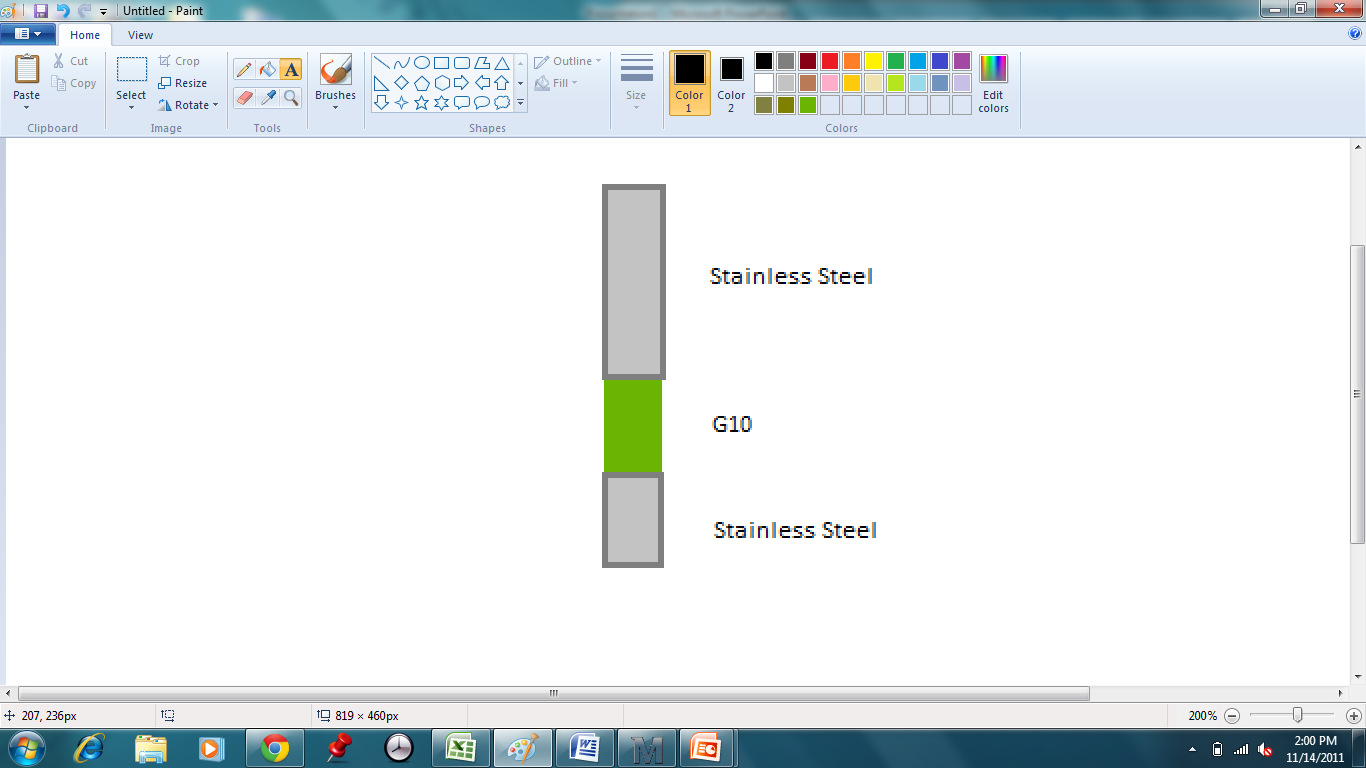 Untitled - Paint
Home View
Paste
Cut
Copy
Clipboard
Select
Crop
Resize
Rotate
Image
A
Tools
Brushes
Outline
Fill
Shapes
Size
Color
1
Color
2
Edit
colors
Colors
Stainless Steel
G10
Stainless Steel
207, 236px
819 × 460px
200%
2:00 PM
11/14/2011